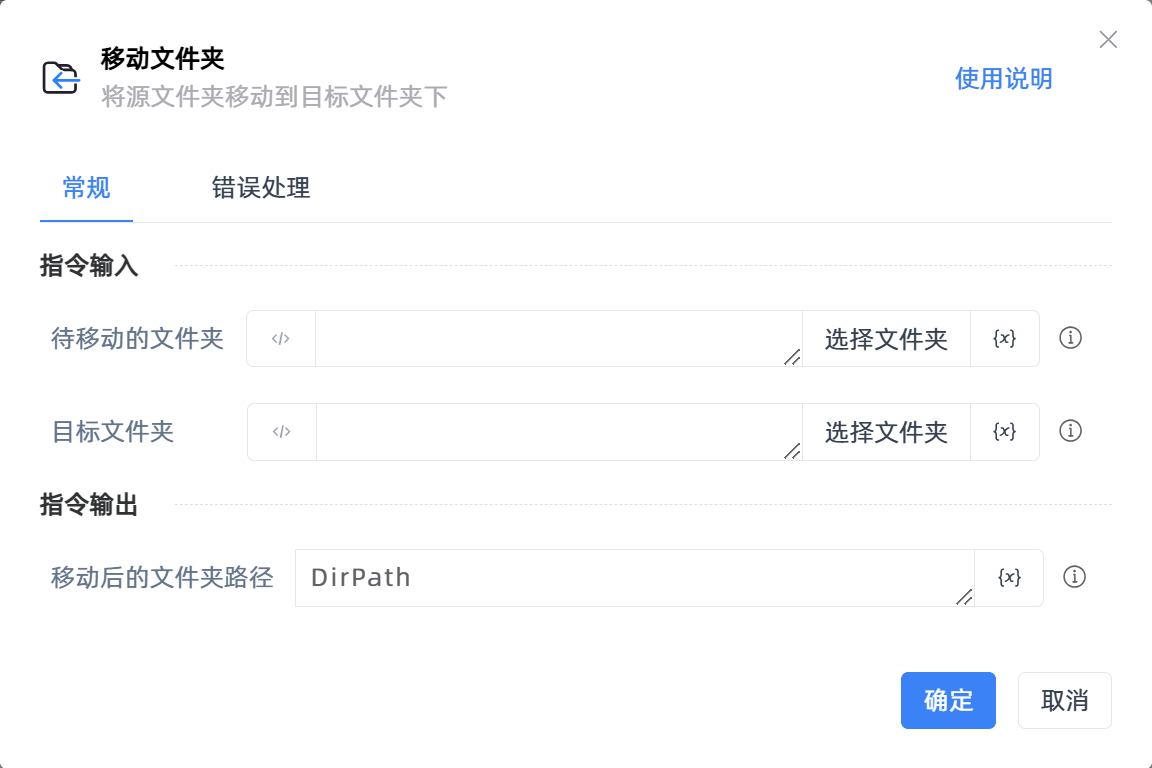 移动文件夹
将源文件夹移动到目标文件夹下
使用说明
常规
错误处理
指令输入
待移动的文件夹
</>
选择文件夹
{x}
目标文件夹
</>
选择文件夹
{x}
指令输出
移动后的文件夹路径
DirPath
{x}
确定
取消